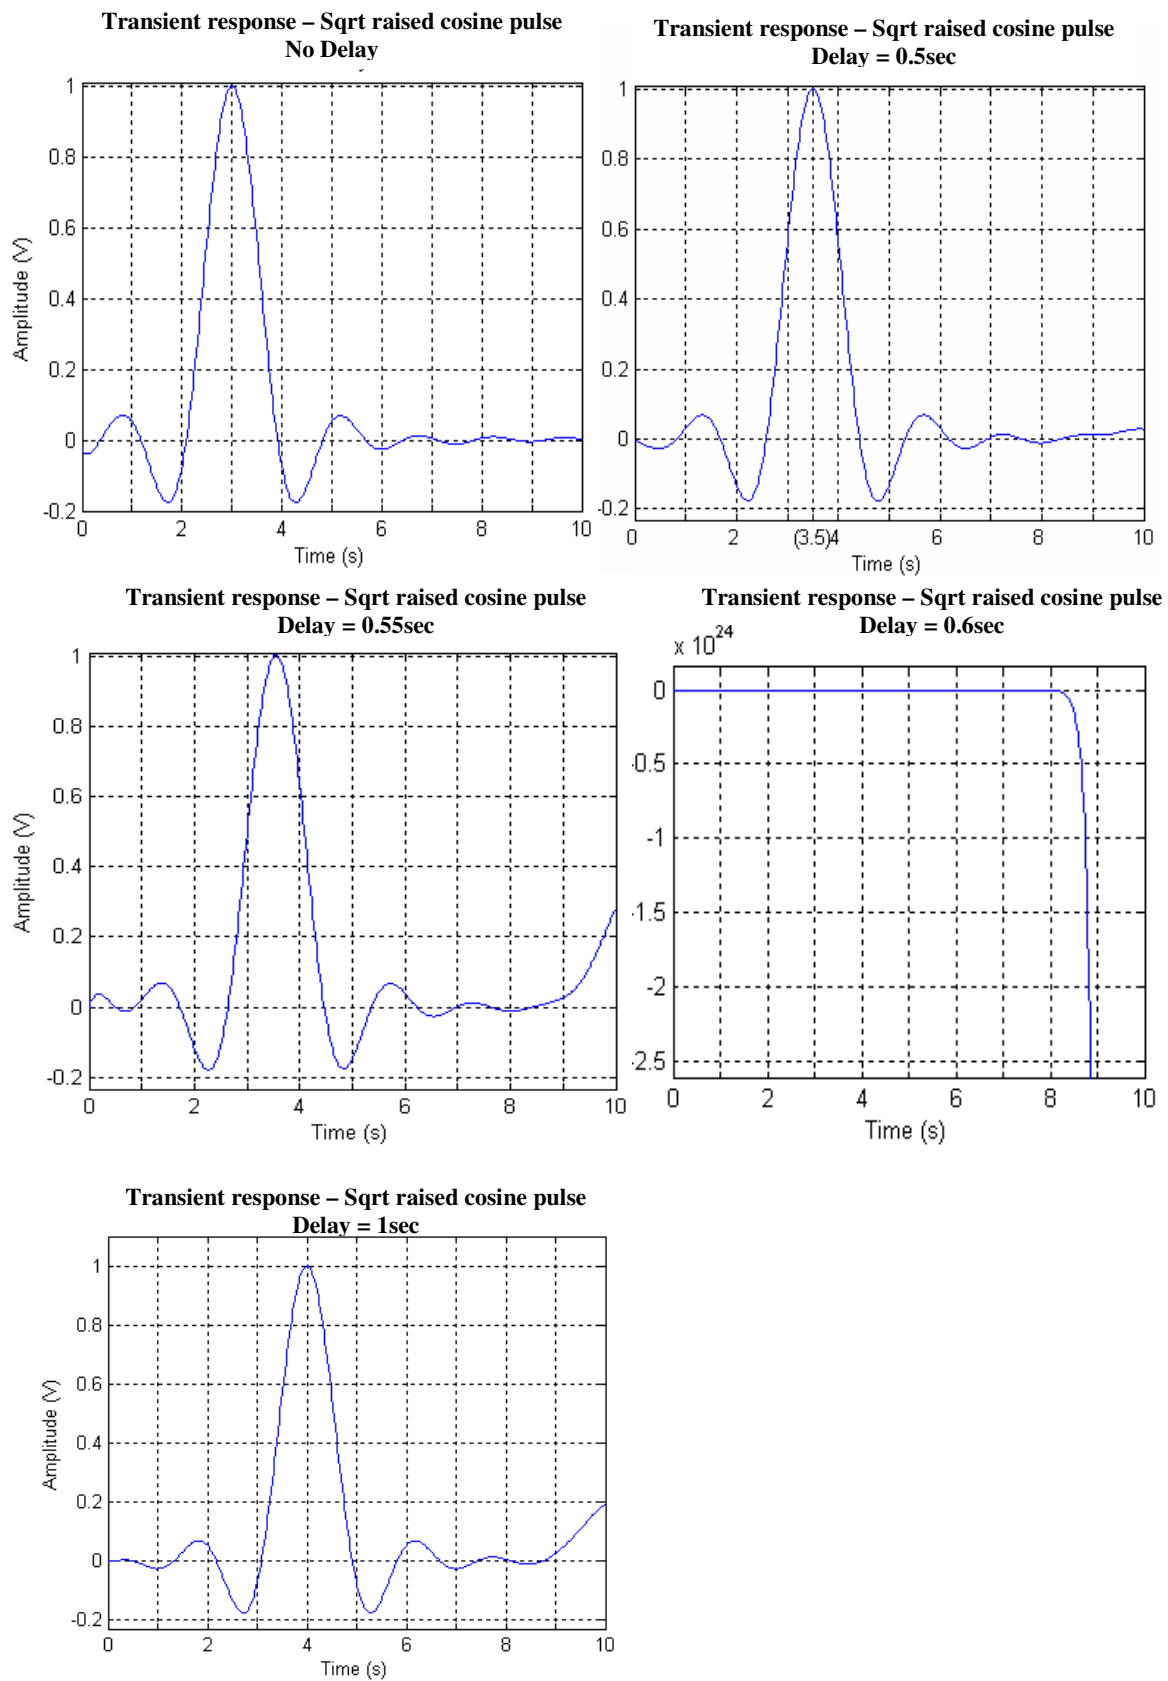 Transient response – Sqrt raised cosine pulse
No Delay
1
0.8
0.6
0.4
0.2
0
-0.2
0 2 4 6 8 10
Amplitude (V)
Time (s)
Transient response – Sqrt raised cosine pulse
Delay = 0.5sec
1
0.8
0.6
0.4
0.2
0
-0.2
0 2 (3.5)4 6 8 10
Time (s)
Transient response – Sqrt raised cosine pulse
Delay = 0.55sec
1
0.8
0.6
0.4
0.2
0
-0.2
0 2 4 6 8 10
Amplitude (V)
Time (s)
Transient response – Sqrt raised cosine pulse
Delay = 0.6sec
x 10^24
0
-0.5
-1
-1.5
-2
-2.5
0 2 4 6 8 10
Time (s)
Transient response – Sqrt raised cosine pulse
Delay = 1sec
1
0.8
0.6
0.4
0.2
0
-0.2
0 2 4 6 8 10
Amplitude (V)
Time (s)